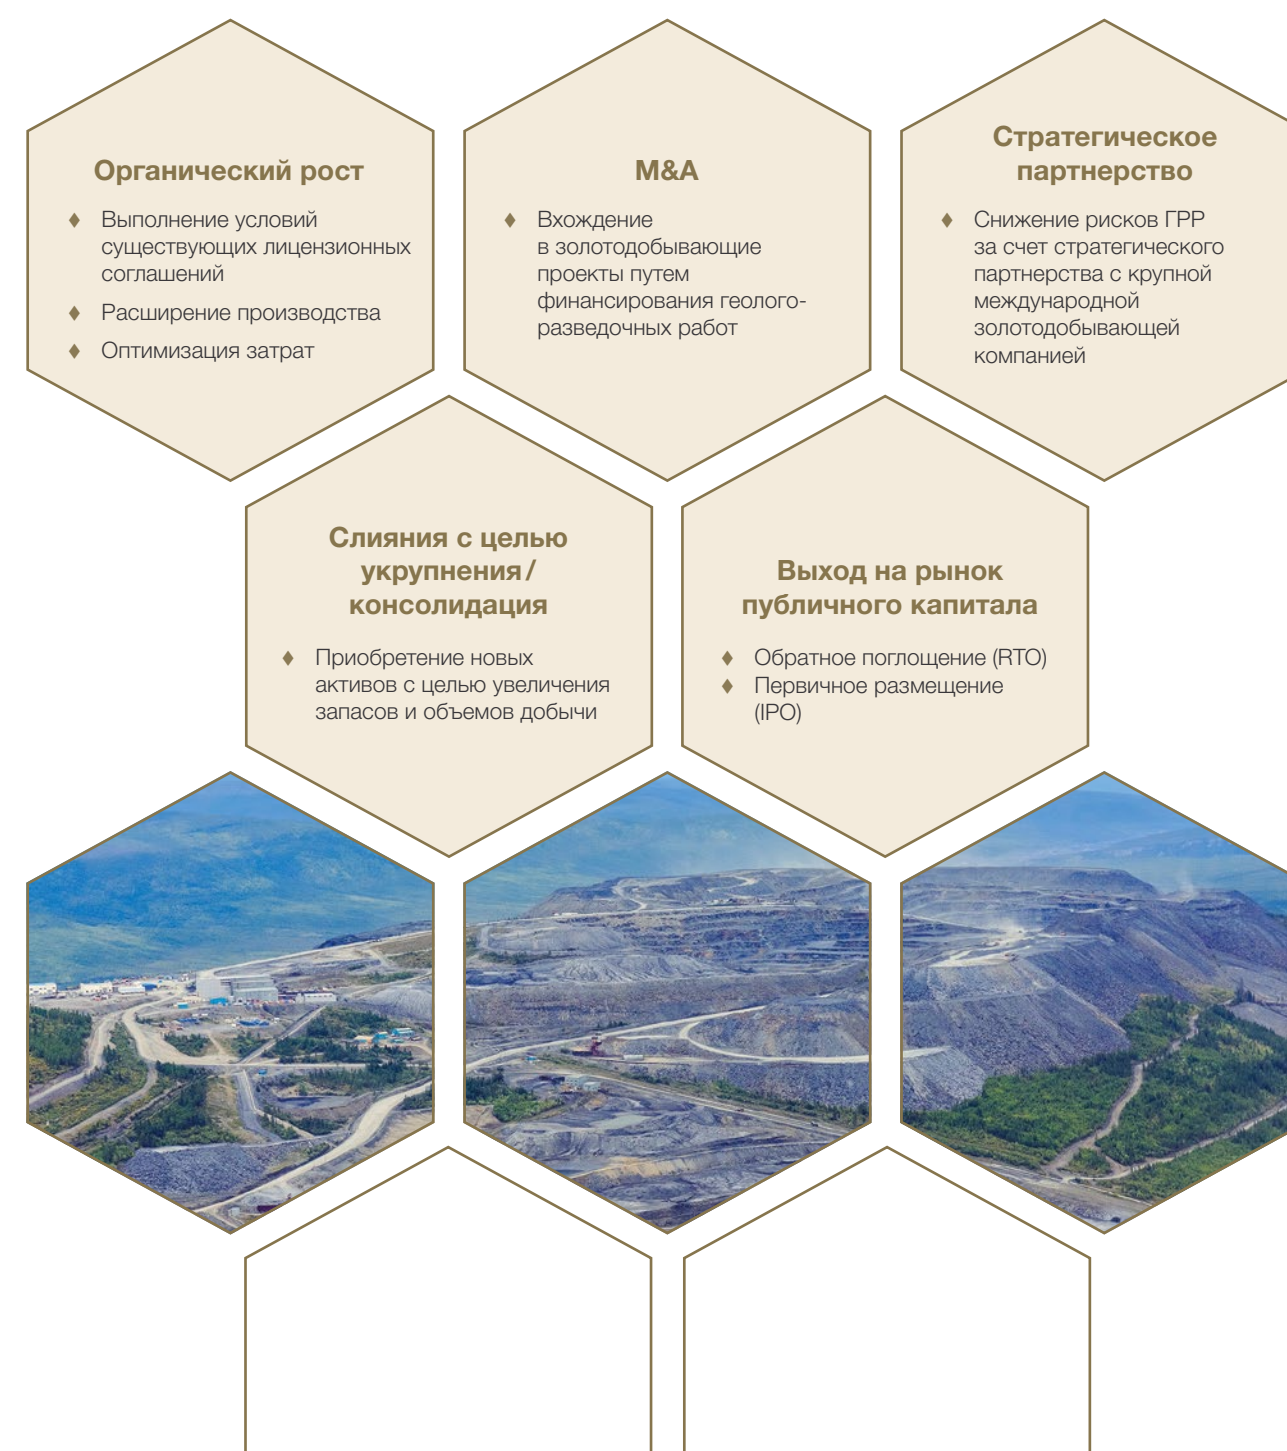 Органический рост
♦ Выполнение условий
существующих лицензионных
соглашений
♦ Расширение производства
♦ Оптимизация затрат
M&A
♦ Вхождение
в золотодобывающие
проекты путем
финансирования геолого-
разведочных работ
Стратегическое
партнерство
♦ Снижение рисков ГРР
за счет стратегического
партнерства с крупной
международной
золотодобывающей
компанией
Слияния с целью
укрупнения/
консолидация
♦ Приобретение новых
активов с целью увеличения
запасов и объемов добычи
Выход на рынок
публичного капитала
♦ Обратное поглощение (RTO)
♦ Первичное размещение
(IPO)